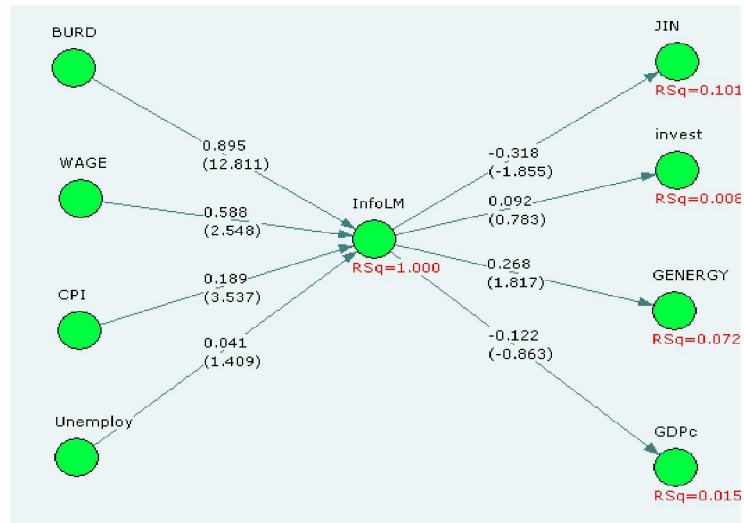 BURD
JIN
RSq=0.101
0.895
(12.811)
-0.318
(-1.855)
invest
WAGE
0.588
(2.548)
InfoLM
0.092
(0.783)
RSq=0.008
RSq=1.000
CPI
0.189
(3.537)
0.268
(1.817)
GENERGY
RSq=0.072
0.041
(1.409)
-0.122
(-0.863)
Unemploy
GDPc
RSq=0.015